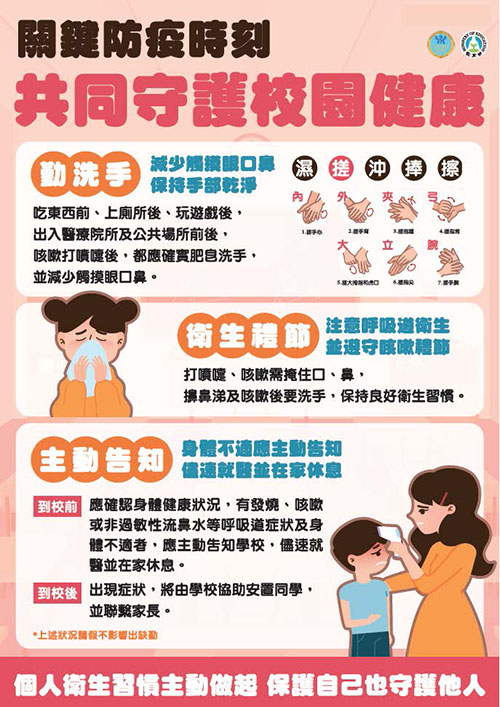 關鍵防疫時刻
MINISTRY OF EDUCATION
共同守護校園健康
勤洗手
減少觸摸眼口鼻
保持手部乾淨
吃東西前、上廁所後、玩遊戲後，
出入醫療院所及公共場所前後，
咳嗽打噴嚏後，都應確實肥皂洗手，
並減少觸摸眼口鼻。
濕 搓 沖 捧 擦
內 外 夾 弓
1.搓手心 2.搓手背 3.搓指縫 4.搓指背
大 立 腕
5.搓大拇指和虎口 6.搓指尖 7.搓手腕
衛生禮節
注意呼吸道衛生
並遵守咳嗽禮節
打噴嚏、咳嗽需掩住口、鼻，
擤鼻涕及咳嗽後要洗手，保持良好衛生習慣。
主動告知
身體不適應主動告知
儘速就醫並在家休息
到校前
應確認身體健康狀況，有發燒、咳嗽
或非過敏性流鼻水等呼吸道症狀及身
體不適者，應主動告知學校，儘速就
醫並在家休息。
到校後
出現症狀，將由學校協助安置同學，
並聯繫家長。
*上述狀況請假不影響出缺勤
個人衛生習慣主動做起 保護自己也守護他人